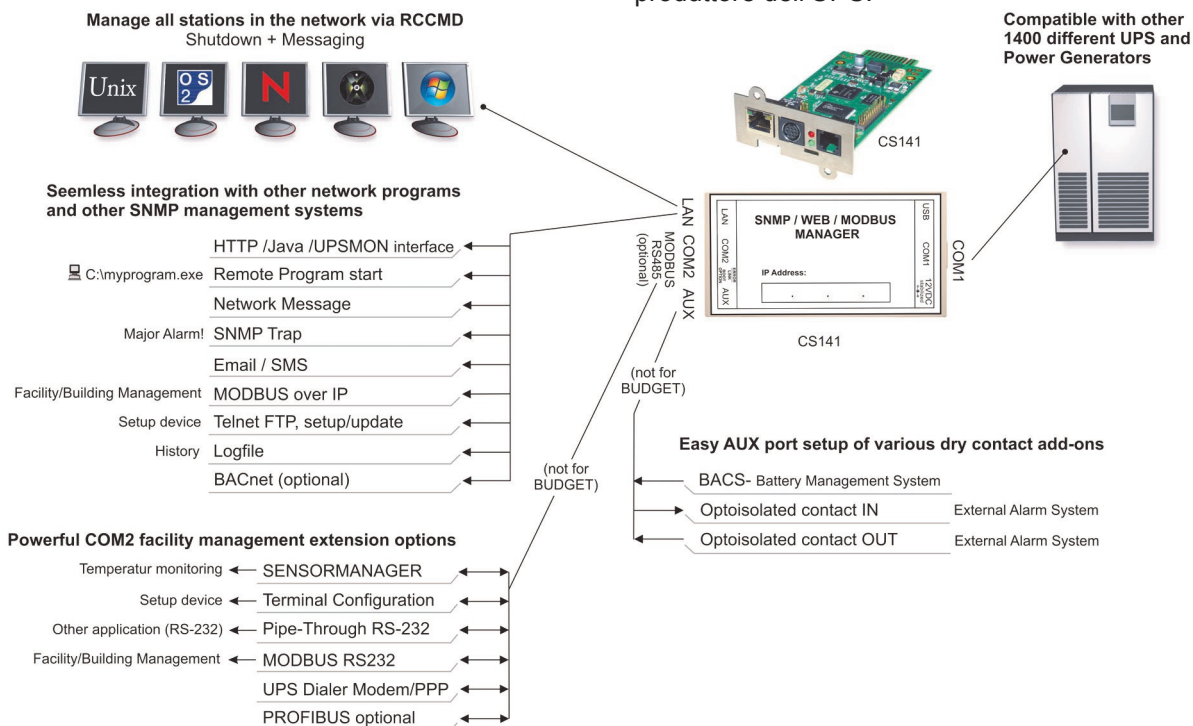 Manage all stations in the network via RCCMD
Shutdown + Messaging
Unix
OS
2
N
Compatible with other
1400 different UPS and
Power Generators
CS141
Seemless integration with other network programs
and other SNMP management systems
HTTP /Java /UPSMON interface
C:\myprogram.exe Remote Program start
Network Message
Major Alarm! SNMP Trap
Email / SMS
Facility/Building Management MODBUS over IP
Setup device Telnet FTP, setup/update
History Logfile
BACnet (optional)
LAN COM2 AUX
MODBUS
RS485
(optional)
LAN COM2 AUX
ERROR
SNMP / WEB / MODBUS
MANAGER
IP Address:
. . .
USB COM1 12VDC
COM1
CS141
(not for
BUDGET)
(not for
BUDGET)
Easy AUX port setup of various dry contact add-ons
BACS- Battery Management System
Optoisolated contact IN External Alarm System
Optoisolated contact OUT External Alarm System
Powerful COM2 facility management extension options
Temperatur monitoring SENSORMANAGER
Setup device Terminal Configuration
Other application (RS-232) Pipe-Through RS-232
Facility/Building Management MODBUS RS232
UPS Dialer Modem/PPP
PROFIBUS optional